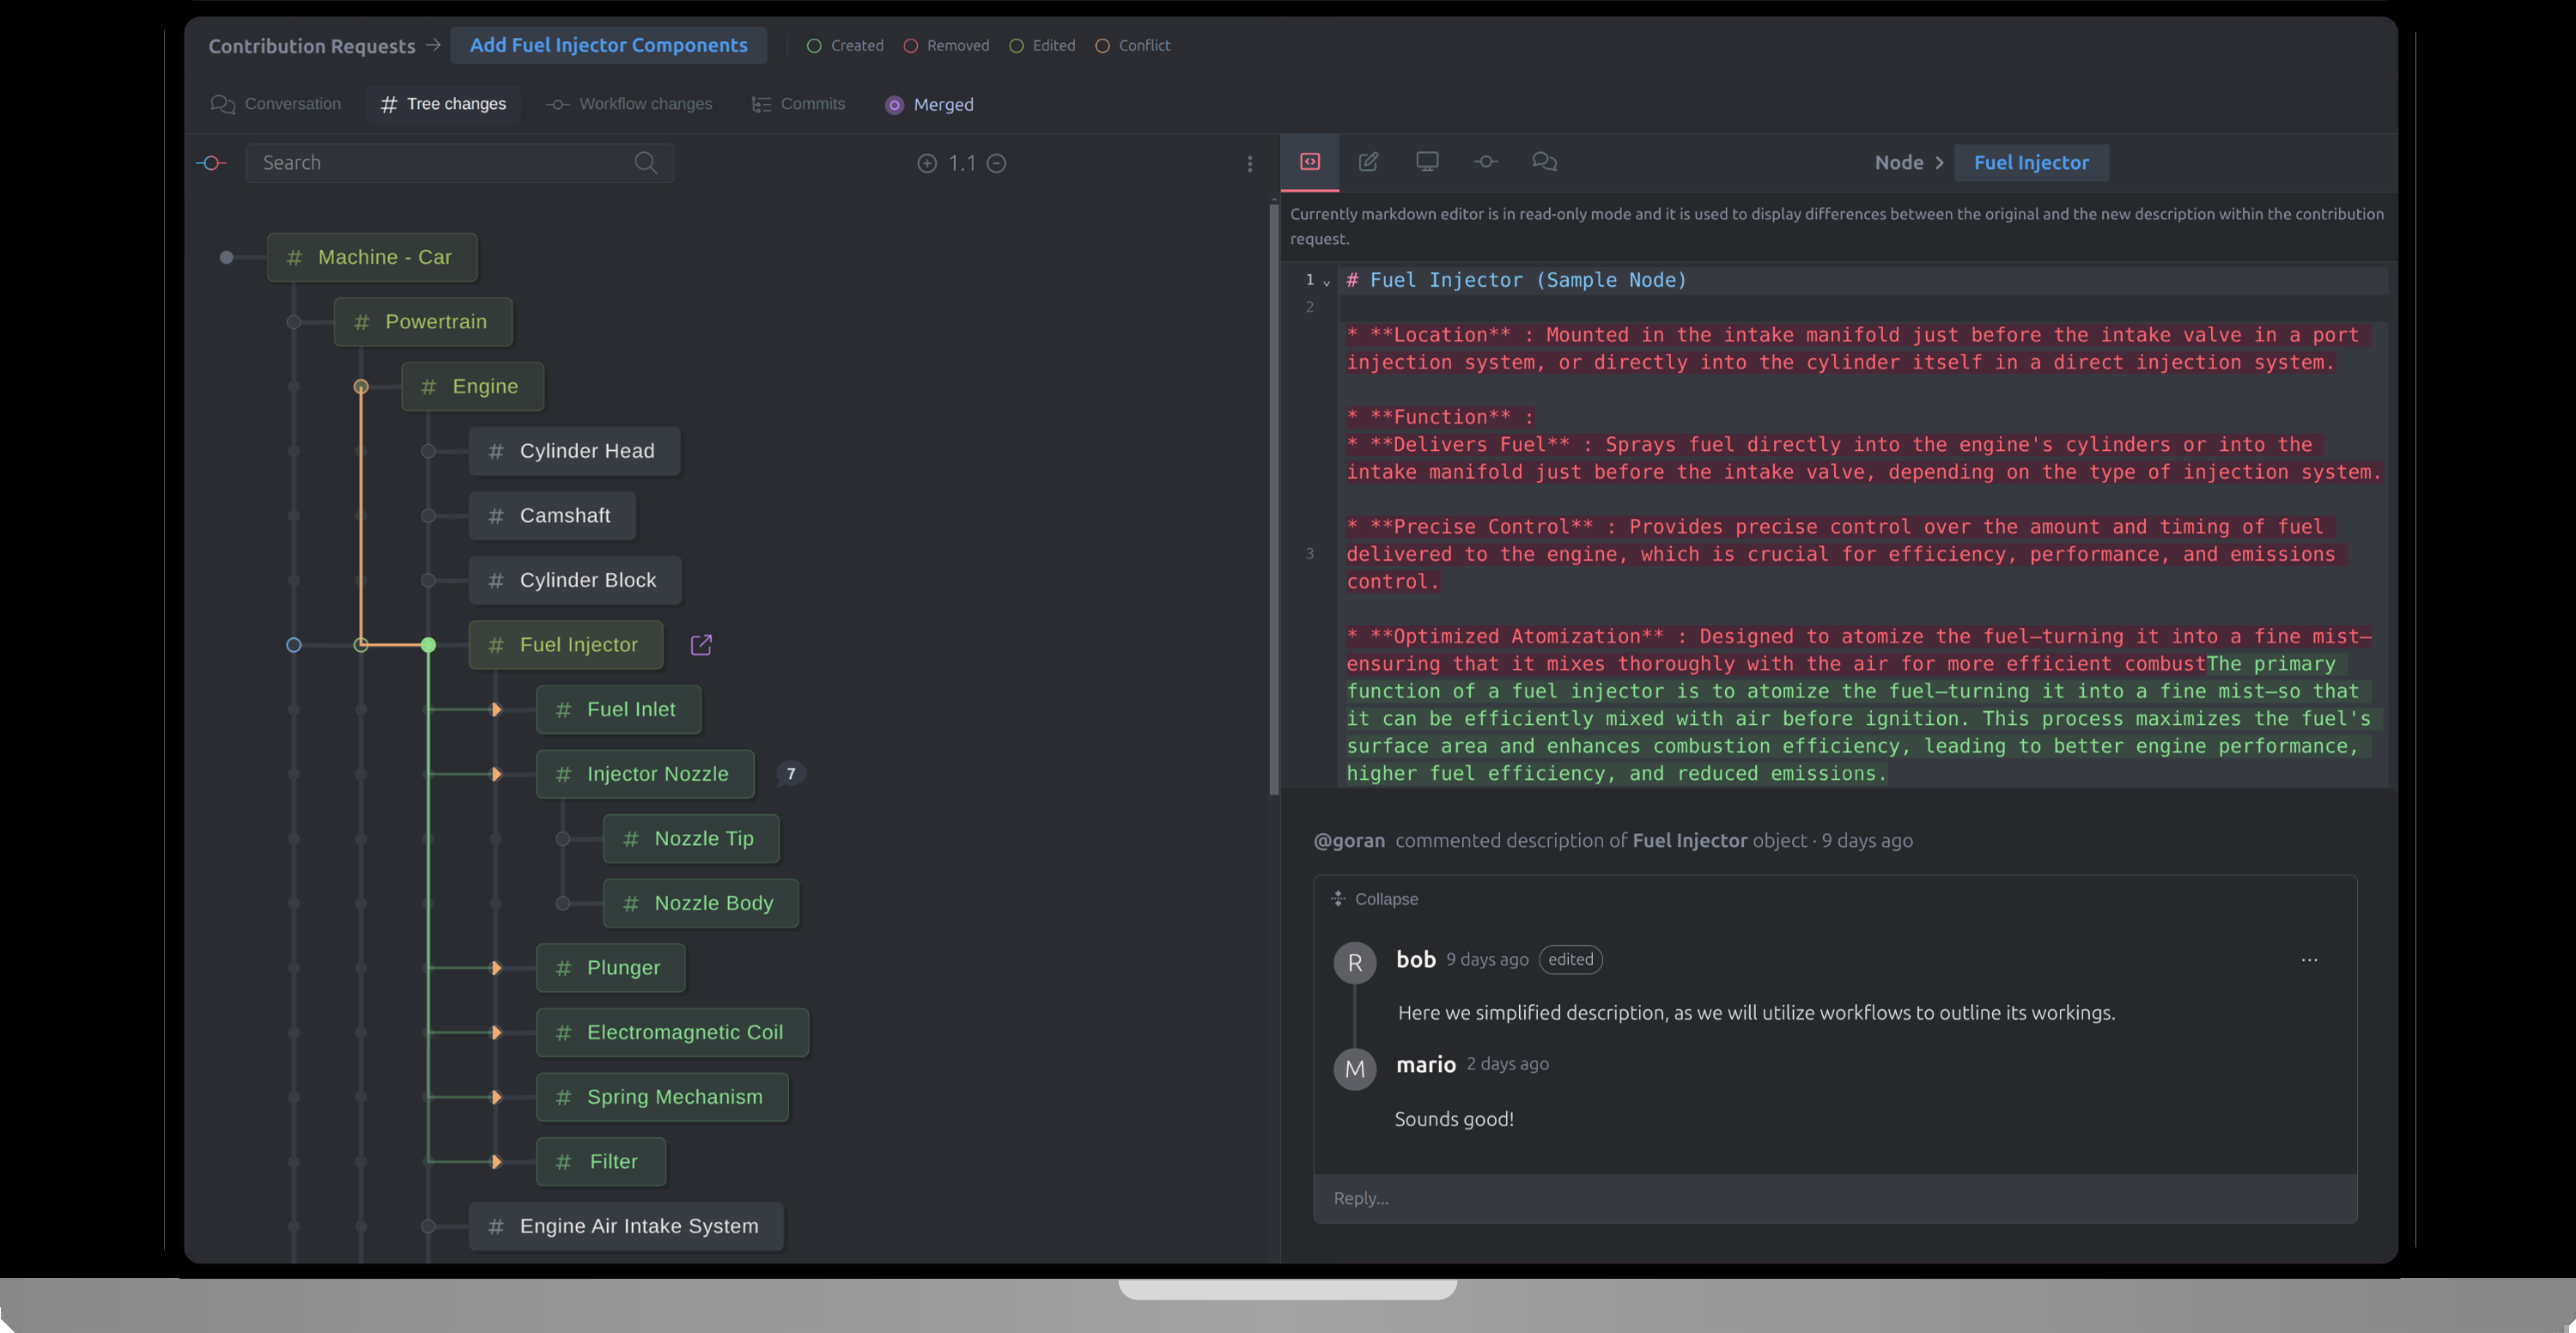 Contribution Requests → Add Fuel Injector Components Created Removed Edited Conflict
Conversation # Tree changes Workflow changes Commits Merged
Search 1.1
# Machine - Car
# Powertrain
# Engine
# Cylinder Head
# Camshaft
# Cylinder Block
# Fuel Injector
# Fuel Inlet
# Injector Nozzle 7
# Nozzle Tip
# Nozzle Body
# Plunger
# Electromagnetic Coil
# Spring Mechanism
# Filter
# Engine Air Intake System
Node > Fuel Injector
Currently markdown editor is in read-only mode and it is used to display differences between the original and the new description within the contribution
request.
1 # Fuel Injector (Sample Node)
2
* **Location** : Mounted in the intake manifold just before the intake valve in a port
injection system, or directly into the cylinder itself in a direct injection system.
* **Function** :
* **Delivers Fuel** : Sprays fuel directly into the engine's cylinders or into the
intake manifold just before the intake valve, depending on the type of injection system.
* **Precise Control** : Provides precise control over the amount and timing of fuel
3 delivered to the engine, which is crucial for efficiency, performance, and emissions
control.
* **Optimized Atomization** : Designed to atomize the fuel—turning it into a fine mist—
ensuring that it mixes thoroughly with the air for more efficient combustThe primary
function of a fuel injector is to atomize the fuel—turning it into a fine mist—so that
it can be efficiently mixed with air before ignition. This process maximizes the fuel's
surface area and enhances combustion efficiency, leading to better engine performance,
higher fuel efficiency, and reduced emissions.
@goran commented description of Fuel Injector object · 9 days ago
Collapse
R bob 9 days ago edited ...
Here we simplified description, as we will utilize workflows to outline its workings.
M mario 2 days ago
Sounds good!
Reply...